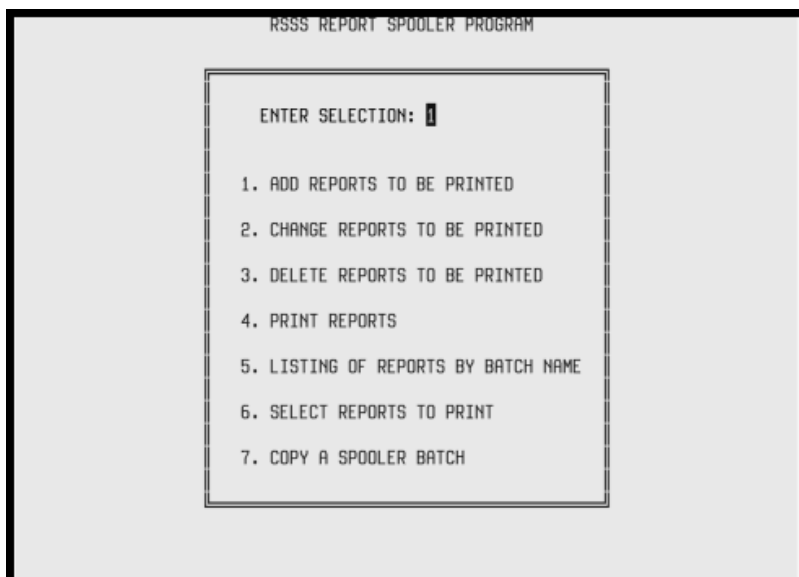 RSSS REPORT SPOOLER PROGRAM
ENTER SELECTION: 1
1. ADD REPORTS TO BE PRINTED
2. CHANGE REPORTS TO BE PRINTED
3. DELETE REPORTS TO BE PRINTED
4. PRINT REPORTS
5. LISTING OF REPORTS BY BATCH NAME
6. SELECT REPORTS TO PRINT
7. COPY A SPOOLER BATCH